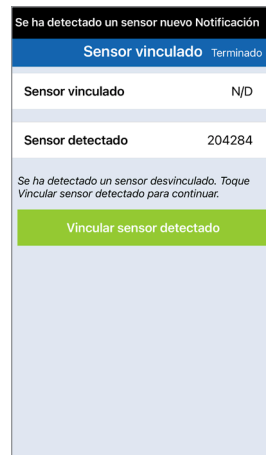 Se ha detectado un sensor nuevo Notificación
Sensor vinculado Terminado
Sensor vinculado N/D
Sensor detectado 204284
Se ha detectado un sensor desvinculado. Toque
Vincular sensor detectado para continuar.
Vincular sensor detectado